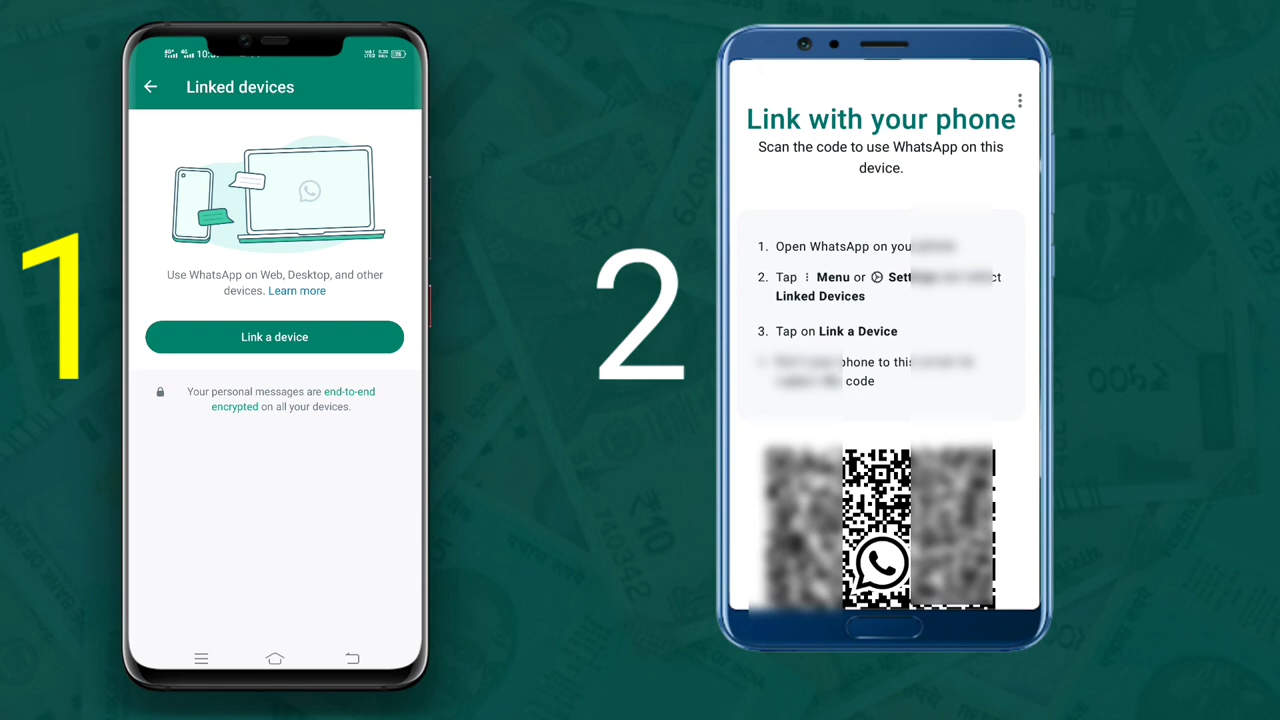 1
Linked devices
Use WhatsApp on Web, Desktop, and other
devices. Learn more
Link a device
Your personal messages are end-to-end
encrypted on all your devices.
2
Link with your phone
Scan the code to use WhatsApp on this
device.
1. Open WhatsApp on you
2. Tap ⋮ Menu or Set
Linked Devices
3. Tap on Link a Device
phone to this
code